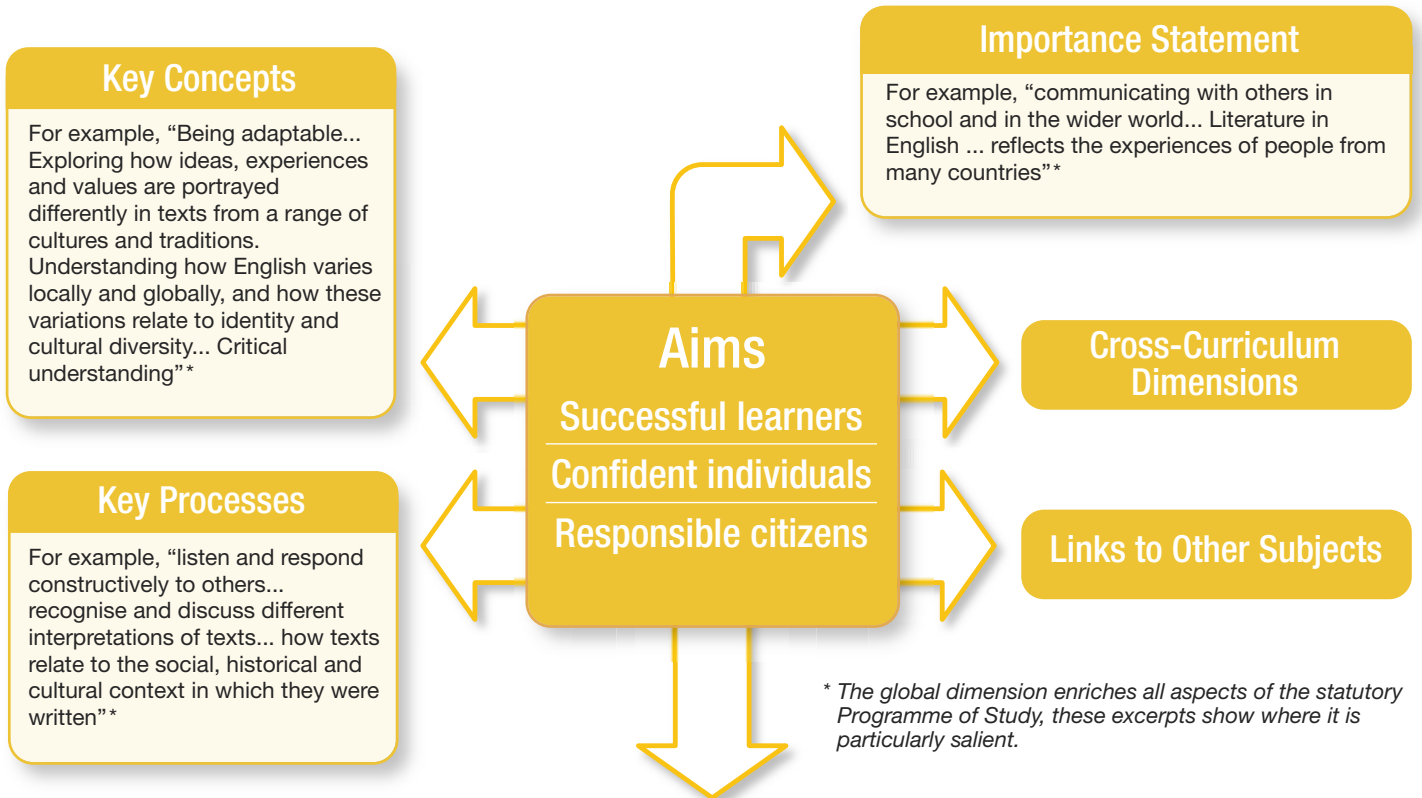 Key Concepts
For example, “Being adaptable...
Exploring how ideas, experiences
and values are portrayed
differently in texts from a range of
cultures and traditions.
Understanding how English varies
locally and globally, and how these
variations relate to identity and
cultural diversity... Critical
understanding”*
Importance Statement
For example, “communicating with others in
school and in the wider world... Literature in
English ... reflects the experiences of people from
many countries”*
Aims
Successful learners
Confident individuals
Responsible citizens
Cross-Curriculum
Dimensions
Key Processes
For example, “listen and respond
constructively to others...
recognise and discuss different
interpretations of texts... how texts
relate to the social, historical and
cultural context in which they were
written”*
Links to Other Subjects
* The global dimension enriches all aspects of the statutory
Programme of Study, these excerpts show where it is
particularly salient.